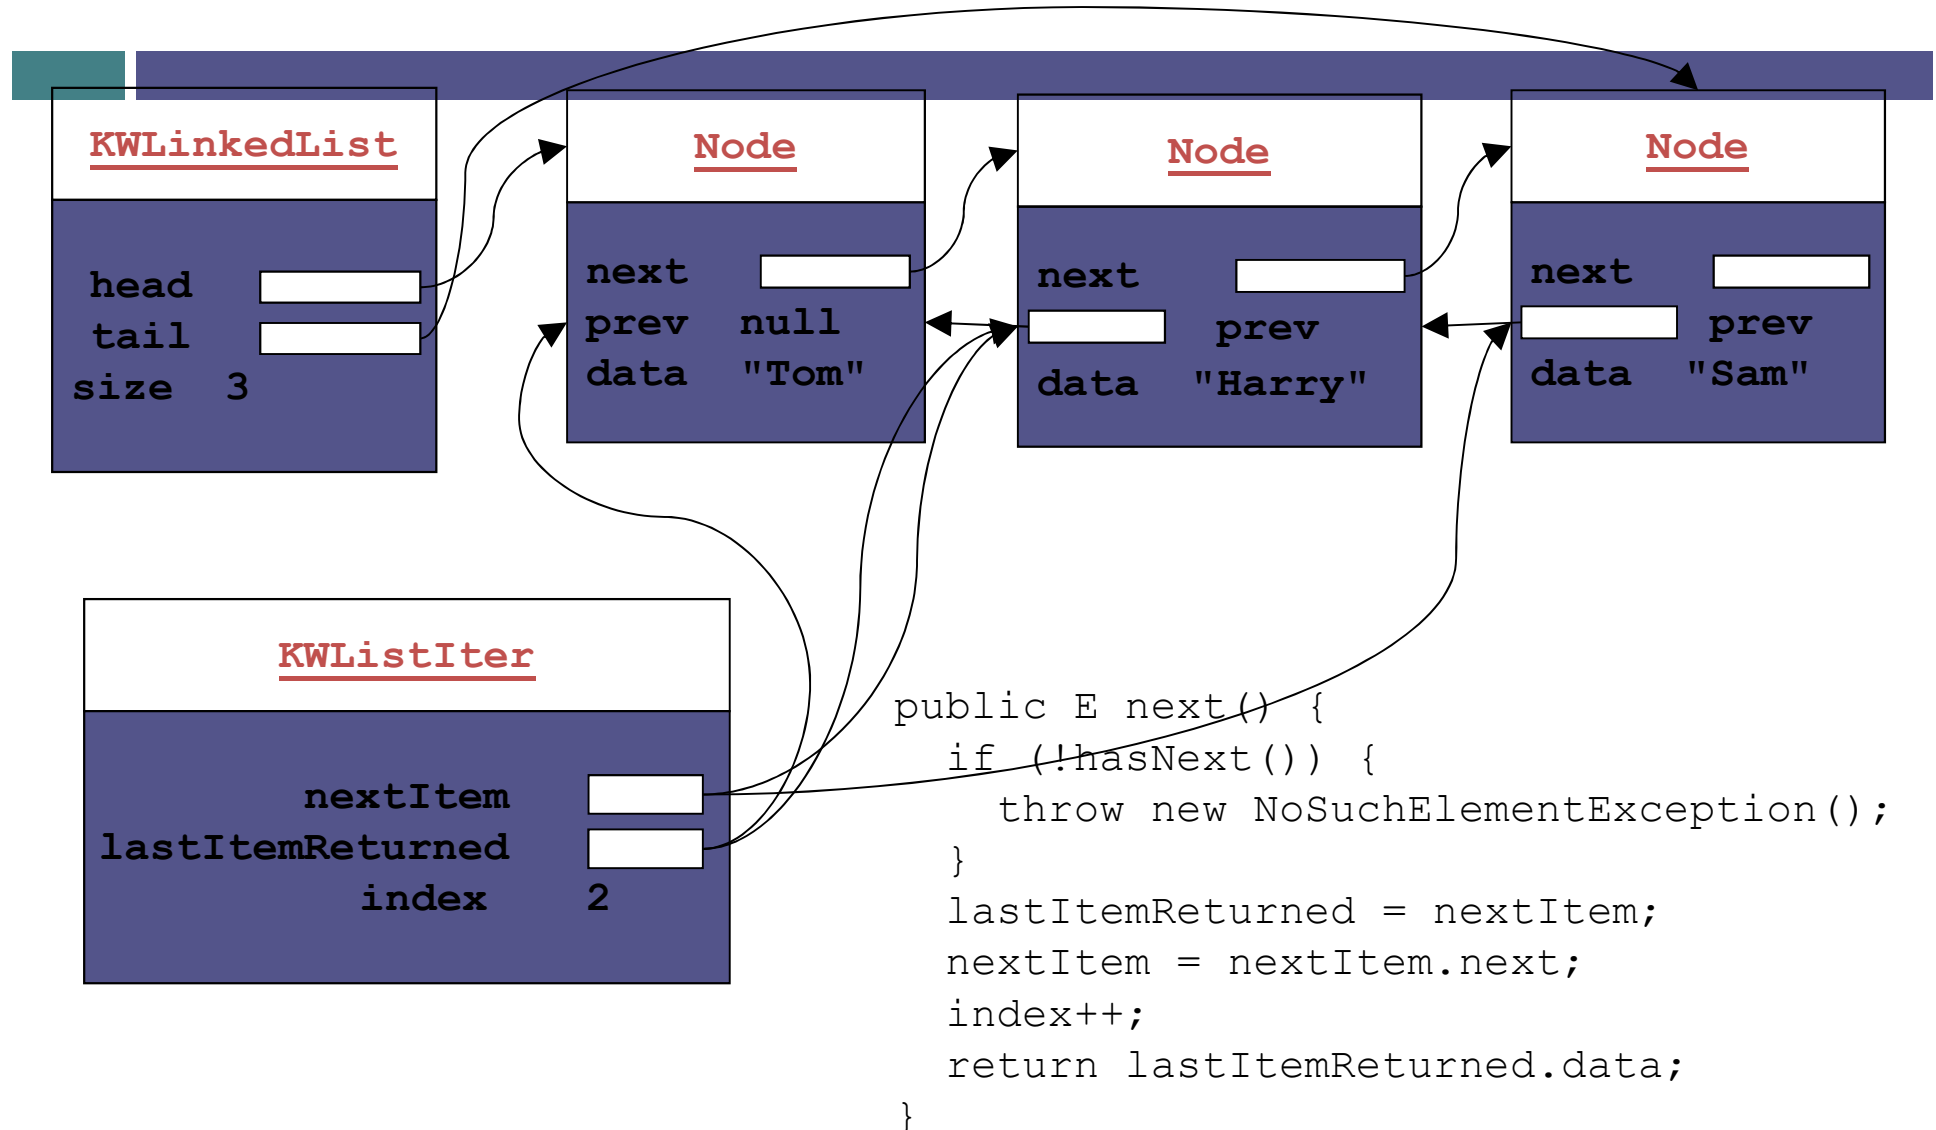 KWLinkedList
head
tail
size 3
Node
next
prev null
data "Tom"
Node
next
prev
data "Harry"
Node
next
prev
data "Sam"
KWListIter
nextItem
lastItemReturned
index 2
public E next() {
if (!hasNext()) {
throw new NoSuchElementException();
}
lastItemReturned = nextItem;
nextItem = nextItem.next;
index++;
return lastItemReturned.data;
}